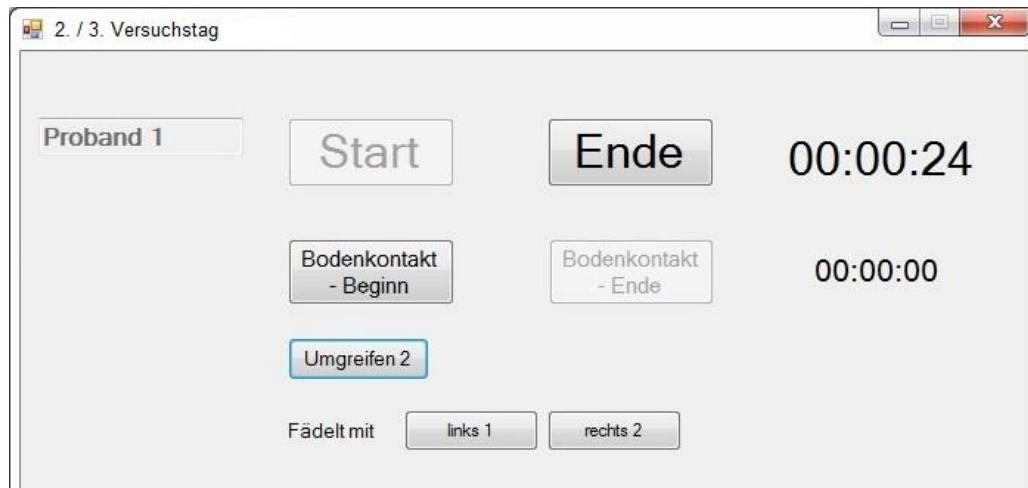 2. / 3. Versuchstag
Proband 1
Start
Ende
00:00:24
Bodenkontakt
- Beginn
Bodenkontakt
- Ende
00:00:00
Umgreifen 2
Fädelt mit
links 1
rechts 2